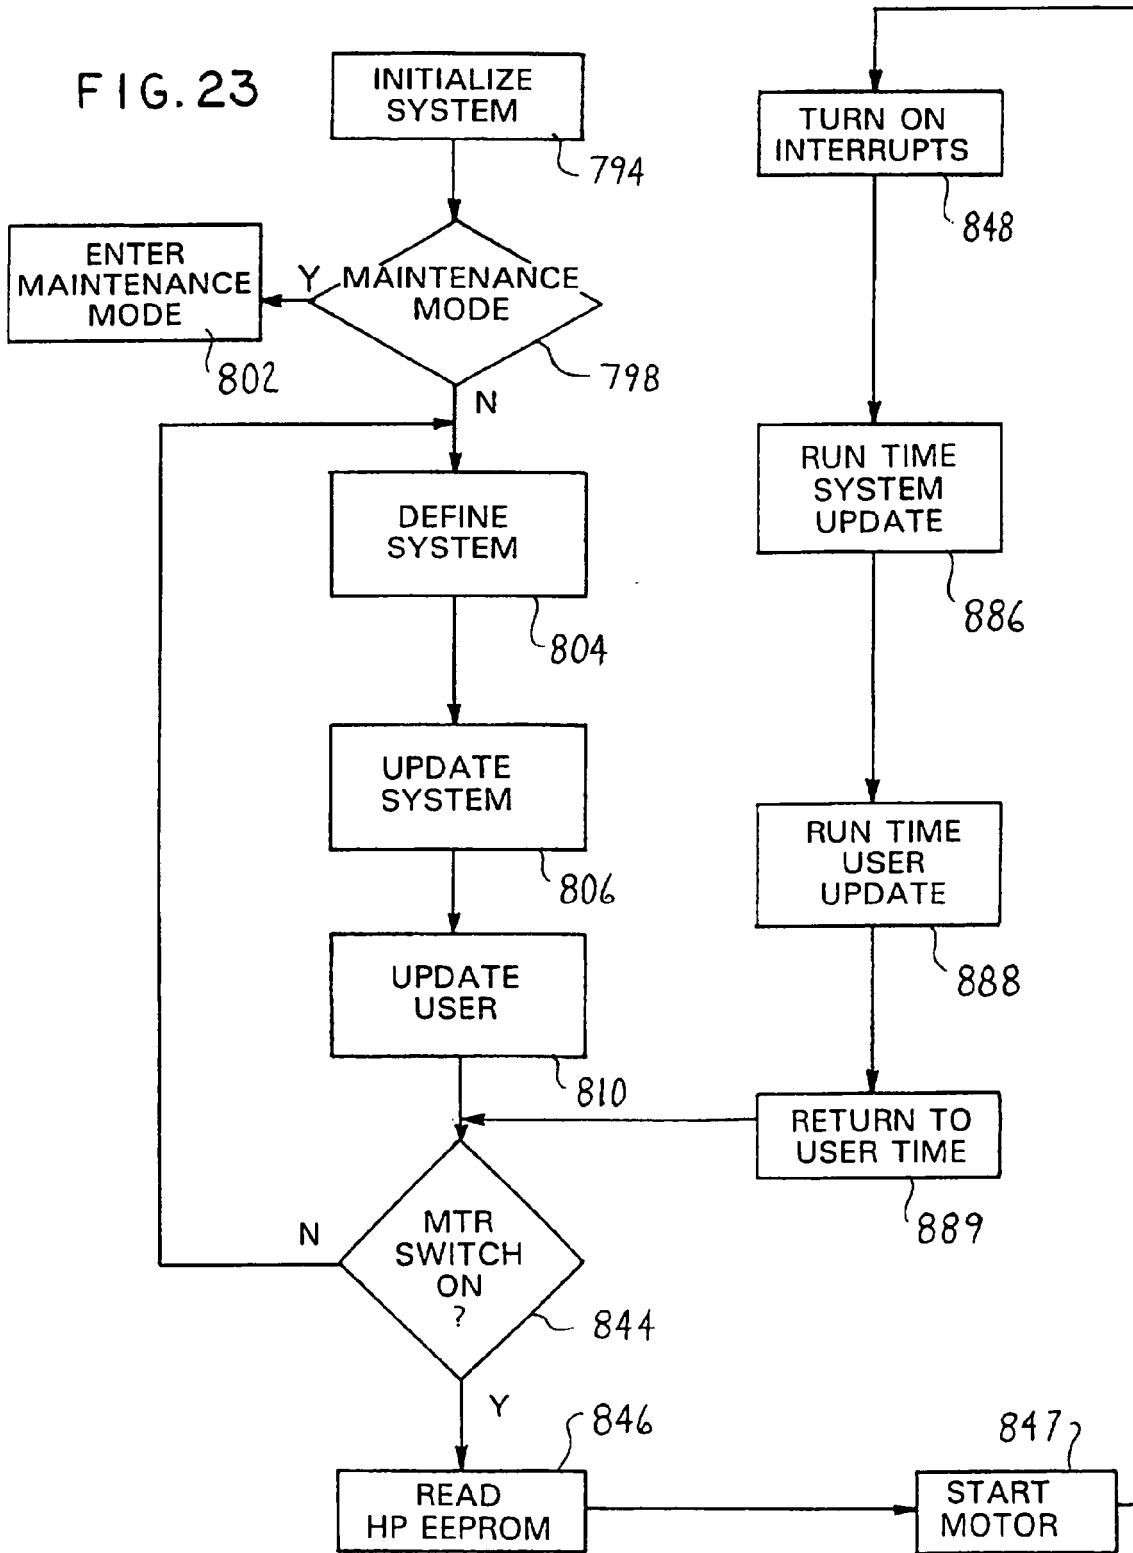 FIG. 23
INITIALIZE
SYSTEM
794
MAINTENANCE
MODE
798
Y
ENTER
MAINTENANCE
MODE
802
N
DEFINE
SYSTEM
804
UPDATE
SYSTEM
806
UPDATE
USER
810
MTR
SWITCH
ON
?
844
N
Y
READ
HP EEPROM
846
START
MOTOR
847
TURN ON
INTERRUPTS
848
RUN TIME
SYSTEM
UPDATE
886
RUN TIME
USER
UPDATE
888
RETURN TO
USER TIME
889